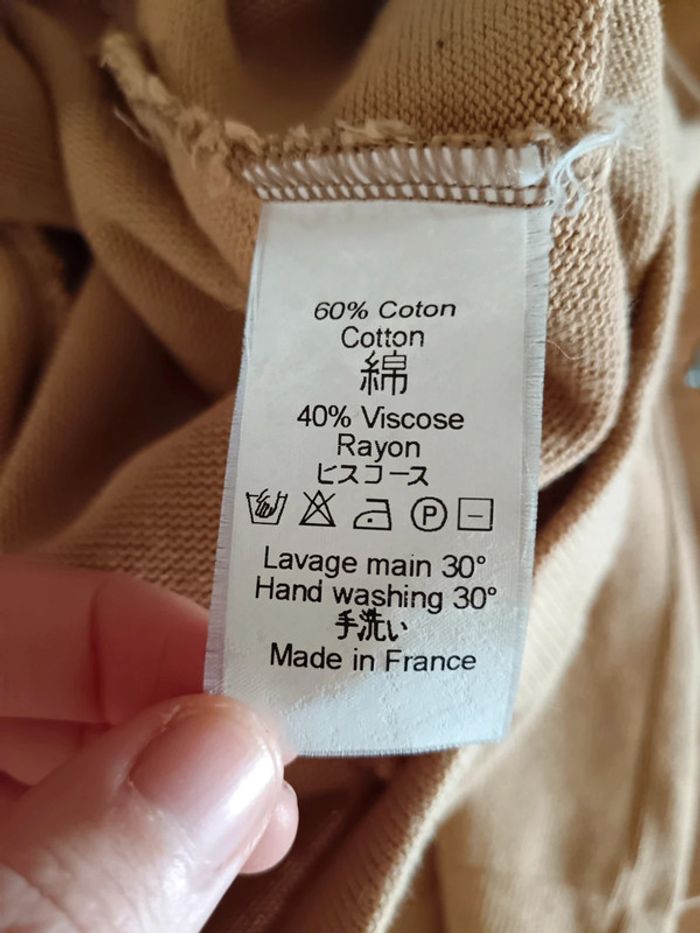 60% Coton
Cotton
綿
40% Viscose
Rayon
ビスコース
P
Lavage main 30°
Hand washing 30°
手洗い
Made in France